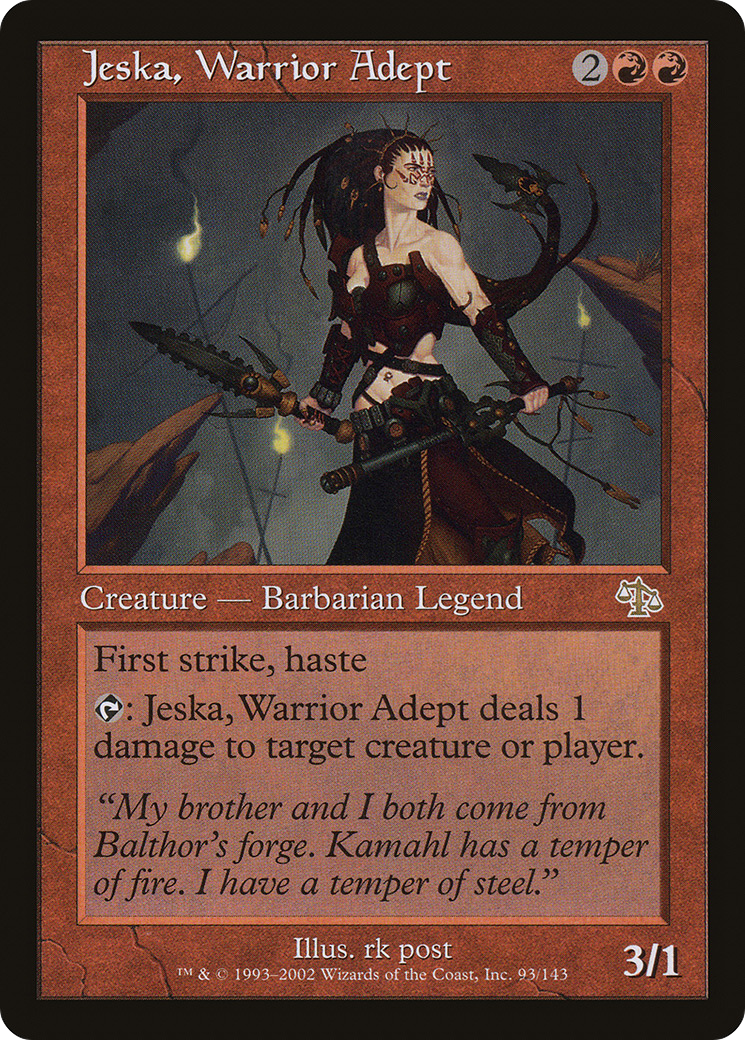 Jeska, Warrior Adept 2
Creature — Barbarian Legend
First strike, haste
: Jeska, Warrior Adept deals 1
damage to target creature or player.
“My brother and I both come from
Balthor’s forge. Kamahl has a temper
of fire. I have a temper of steel.”
Illus. rk post
™ & © 1993–2002 Wizards of the Coast, Inc. 93/143
3/1